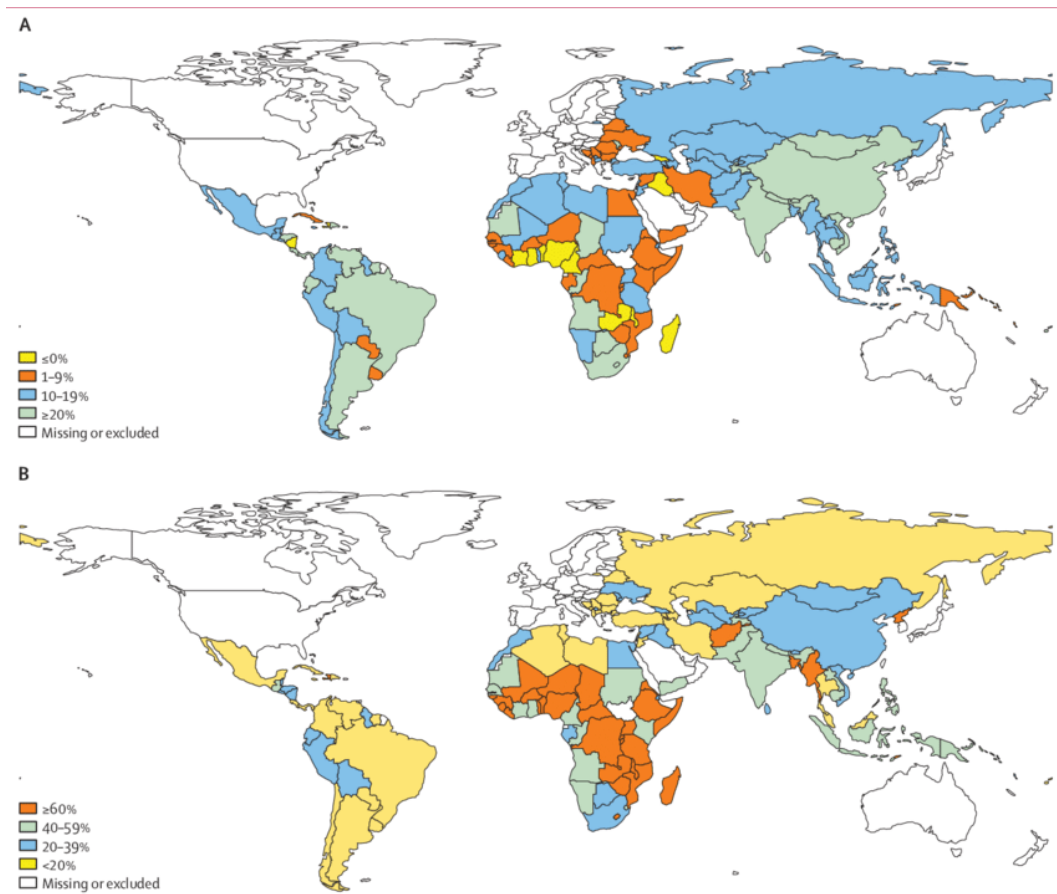 A
≤0%
1–9%
10–19%
≥20%
Missing or excluded
B
≥60%
40–59%
20–39%
<20%
Missing or excluded